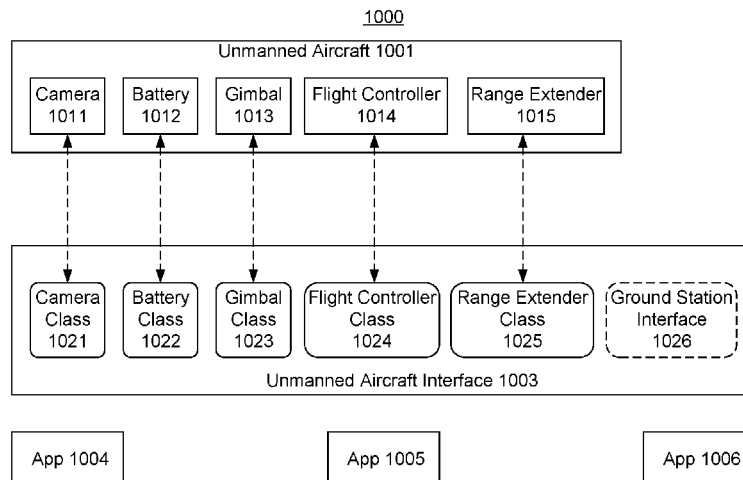 1000
Unmanned Aircraft 1001
Camera
1011
Battery
1012
Gimbal
1013
Flight Controller
1014
Range Extender
1015
Camera
Class
1021
Battery
Class
1022
Gimbal
Class
1023
Flight Controller
Class
1024
Range Extender
Class
1025
Ground Station
Interface
1026
Unmanned Aircraft Interface 1003
App 1004
App 1005
App 1006